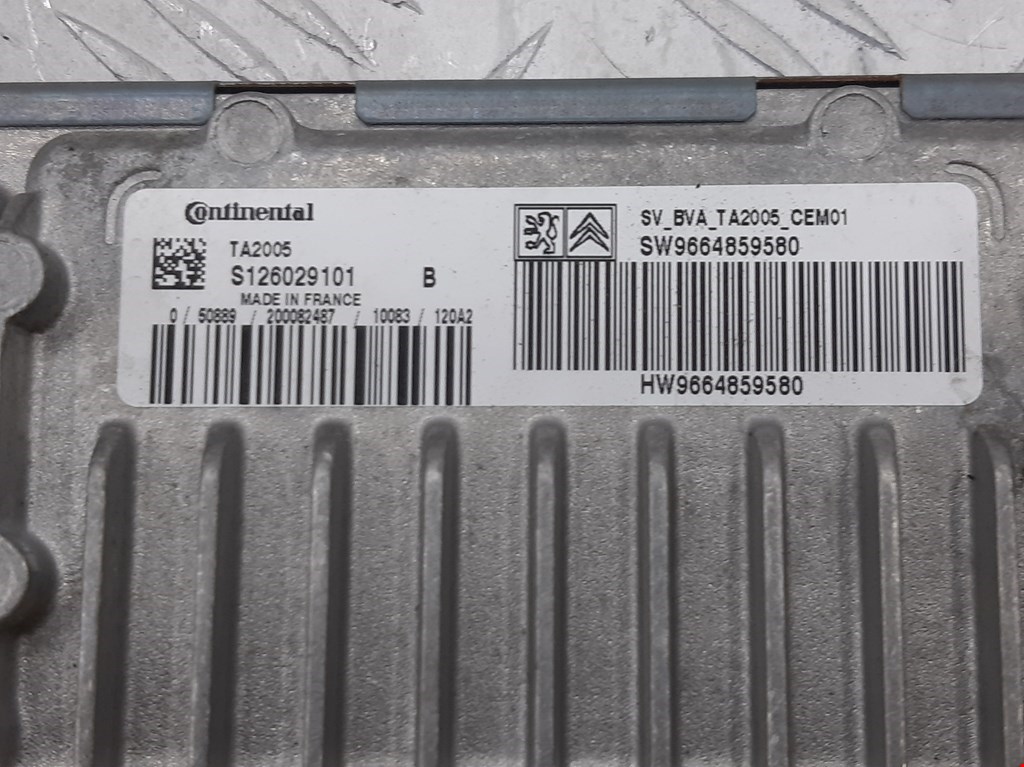 Continental
TA2005
S126029101 B
MADE IN FRANCE
0 / 50889 / 200082487 / 10083 / 120A2
SV_BVA_TA2005_CEM01
SW9664859580
HW9664859580